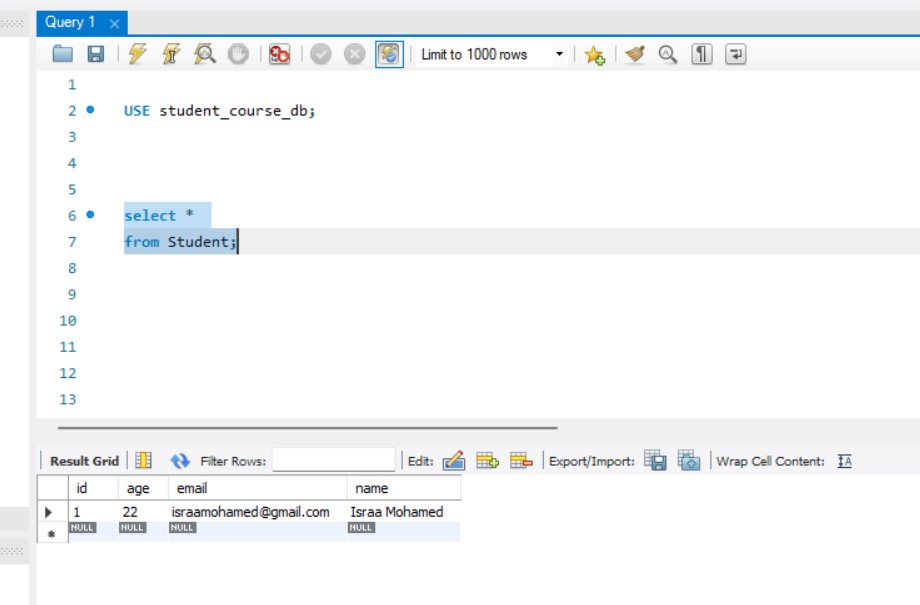 Query 1
Limit to 1000 rows
1
2 USE student_course_db;
3
4
5
6 select *
7 from Student;
8
9
10
11
12
13
Result Grid Filter Rows: Edit: Export/Import: Wrap Cell Content: IA
id age email name
1 22 israamohamed@gmail.com Israa Mohamed
NULL NULL NULL NULL